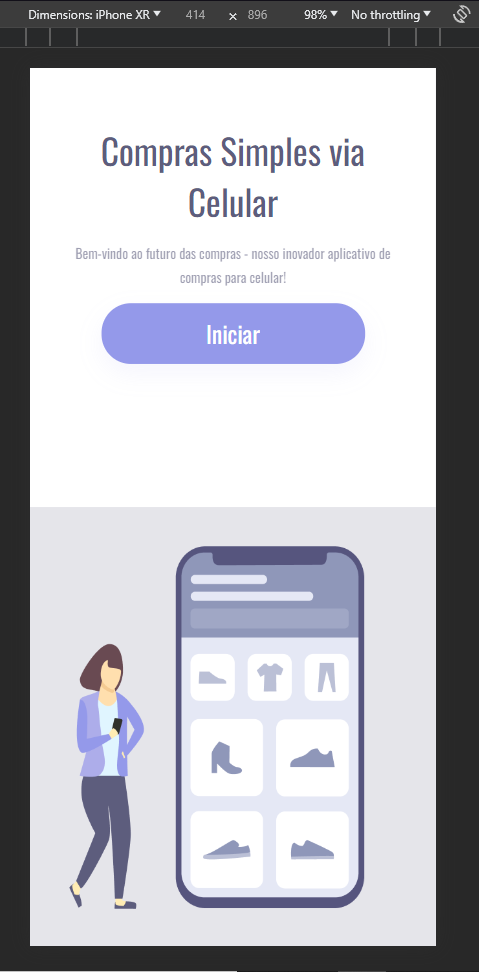 Dimensions: iPhone XR 414 × 896 98% No throttling
Compras Simples via
Celular
Bem-vindo ao futuro das compras - nosso inovador aplicativo de
compras para celular!
Iniciar